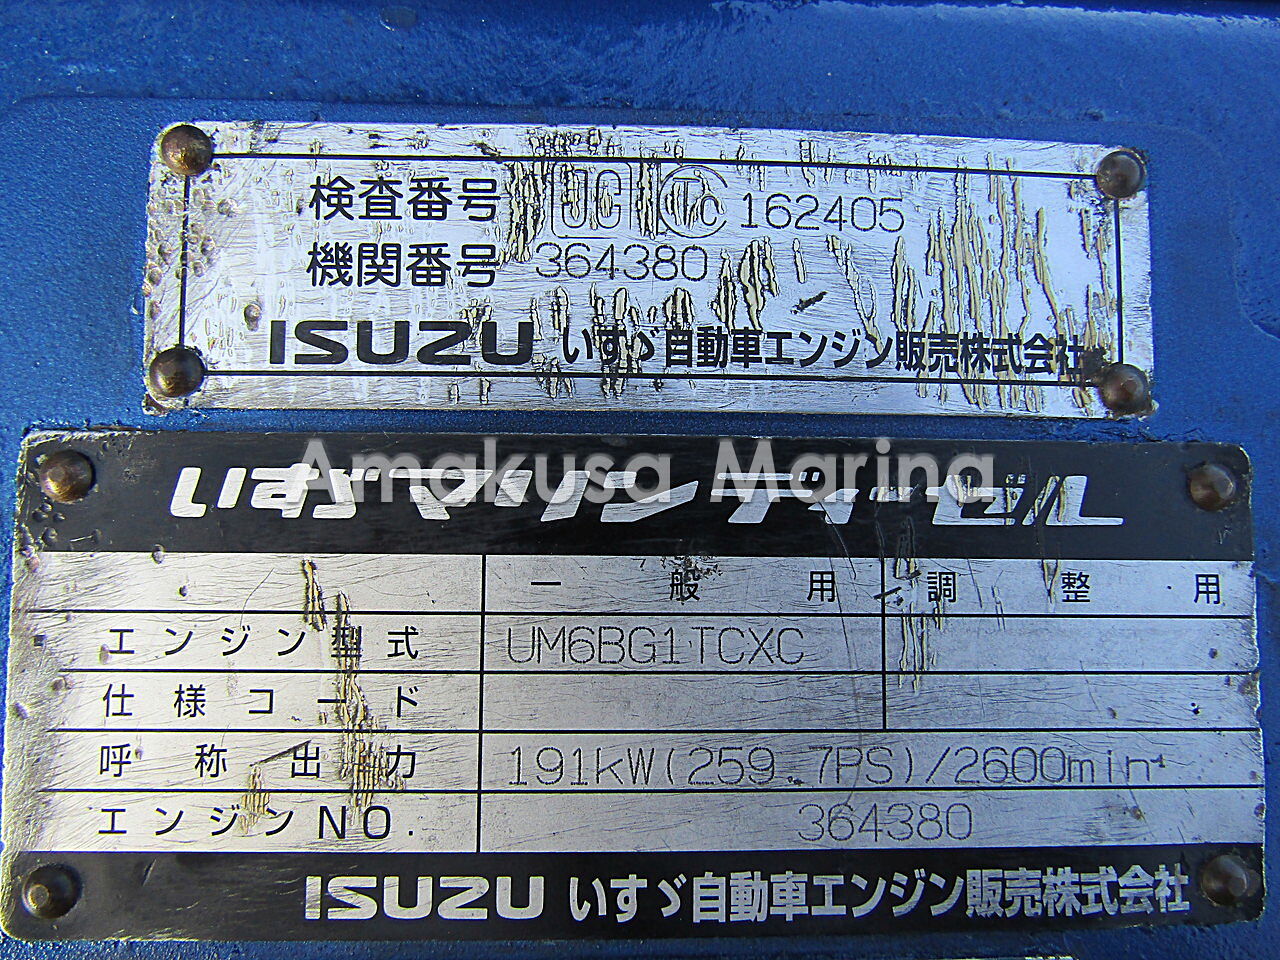 検査番号 JCI JCI 162405
機関番号 364380
ISUZU いすゞ自動車エンジン販売株式会社
Amakusa Marina
いすゞマリンディーゼル
一般用 調整用
エンジン型式 UM6BG1TCXC
仕様コード
呼称出力 191kW(259.7PS)/2600min-1
エンジンNO. 364380
ISUZU いすゞ自動車エンジン販売株式会社